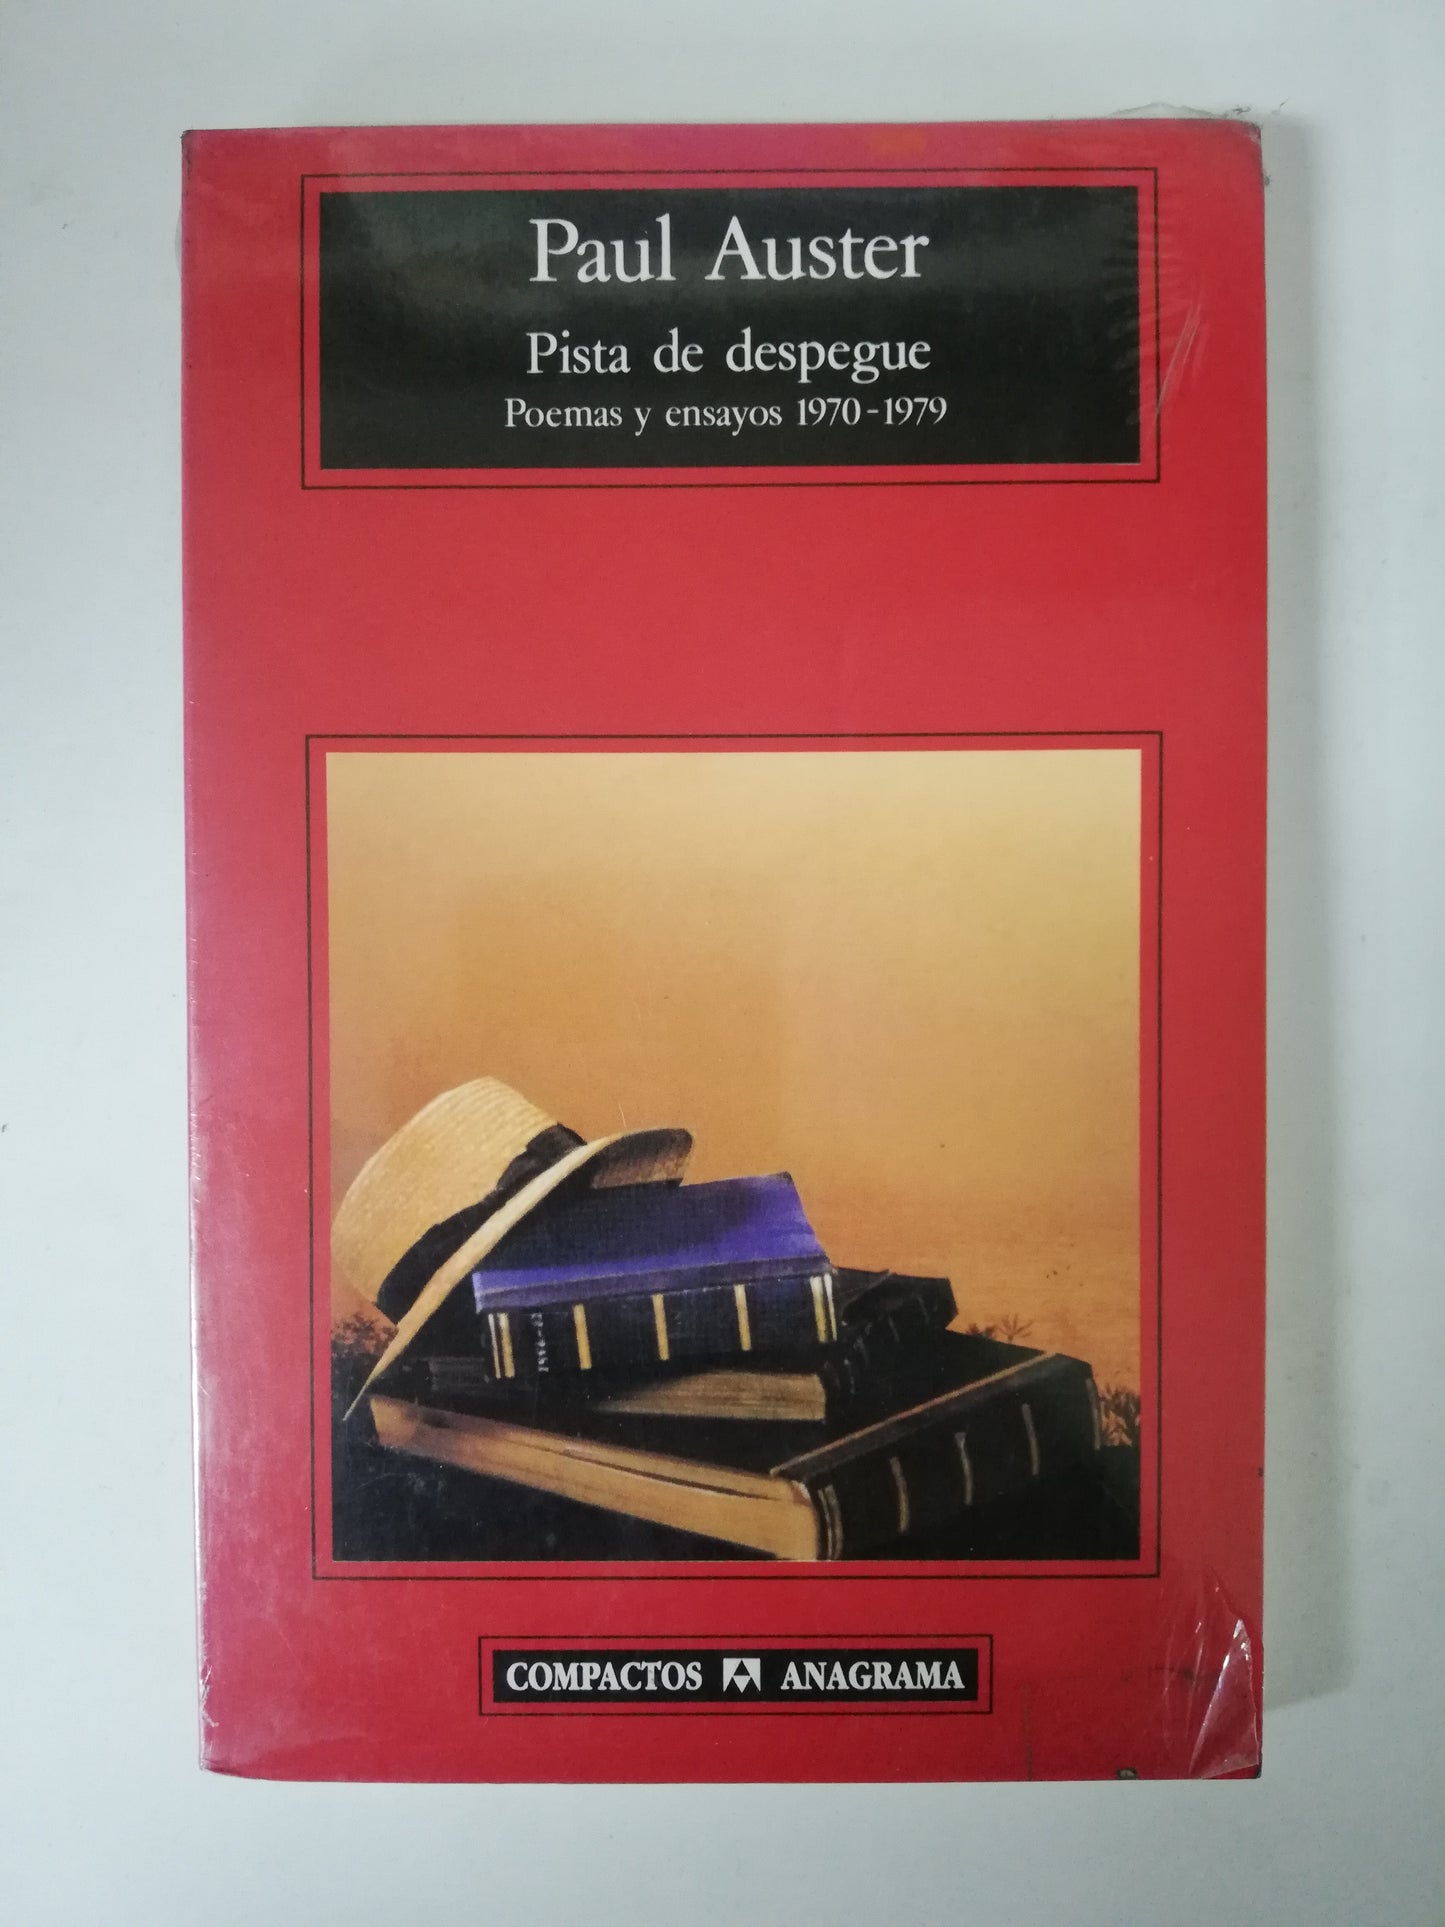 Paul Auster
Pista de despegue
Poemas y ensayos 1970-1979
COMPACTOS ANAGRAMA